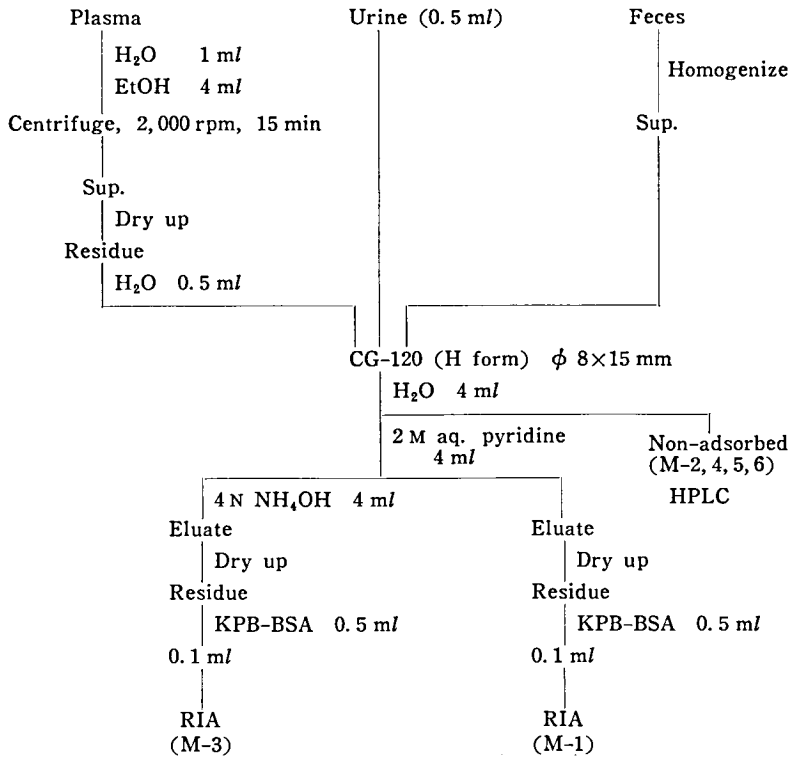 Plasma
Urine (0.5 ml)
Feces
H₂O 1 ml
EtOH 4 ml
Homogenize
Centrifuge, 2,000 rpm, 15 min
Sup.
Sup.
Dry up
Residue
H₂O 0.5 ml
CG-120 (H form) ϕ 8×15 mm
H₂O 4 ml
2 M aq. pyridine
4 ml
Non-adsorbed
(M-2, 4, 5, 6)
HPLC
4 N NH₄OH 4 ml
Eluate
Eluate
Dry up
Dry up
Residue
Residue
KPB-BSA 0.5 ml
KPB-BSA 0.5 ml
0.1 ml
0.1 ml
RIA
(M-3)
RIA
(M-1)